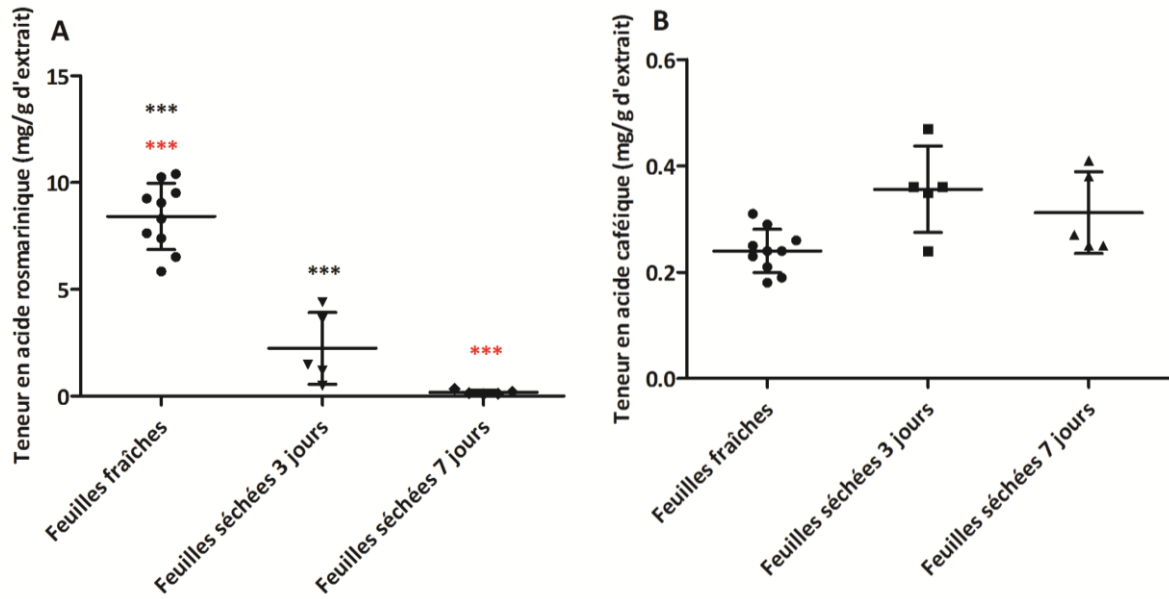 A
Teneur en acide rosmarinique (mg/g d'extrait)
15
10
5
0
***
***
***
***
Feuilles fraîches
Feuilles séchées 3 jours
Feuilles séchées 7 jours
B
Teneur en acide caféique (mg/g d'extrait)
0.6
0.4
0.2
0.0
Feuilles fraîches
Feuilles séchées 3 jours
Feuilles séchées 7 jours